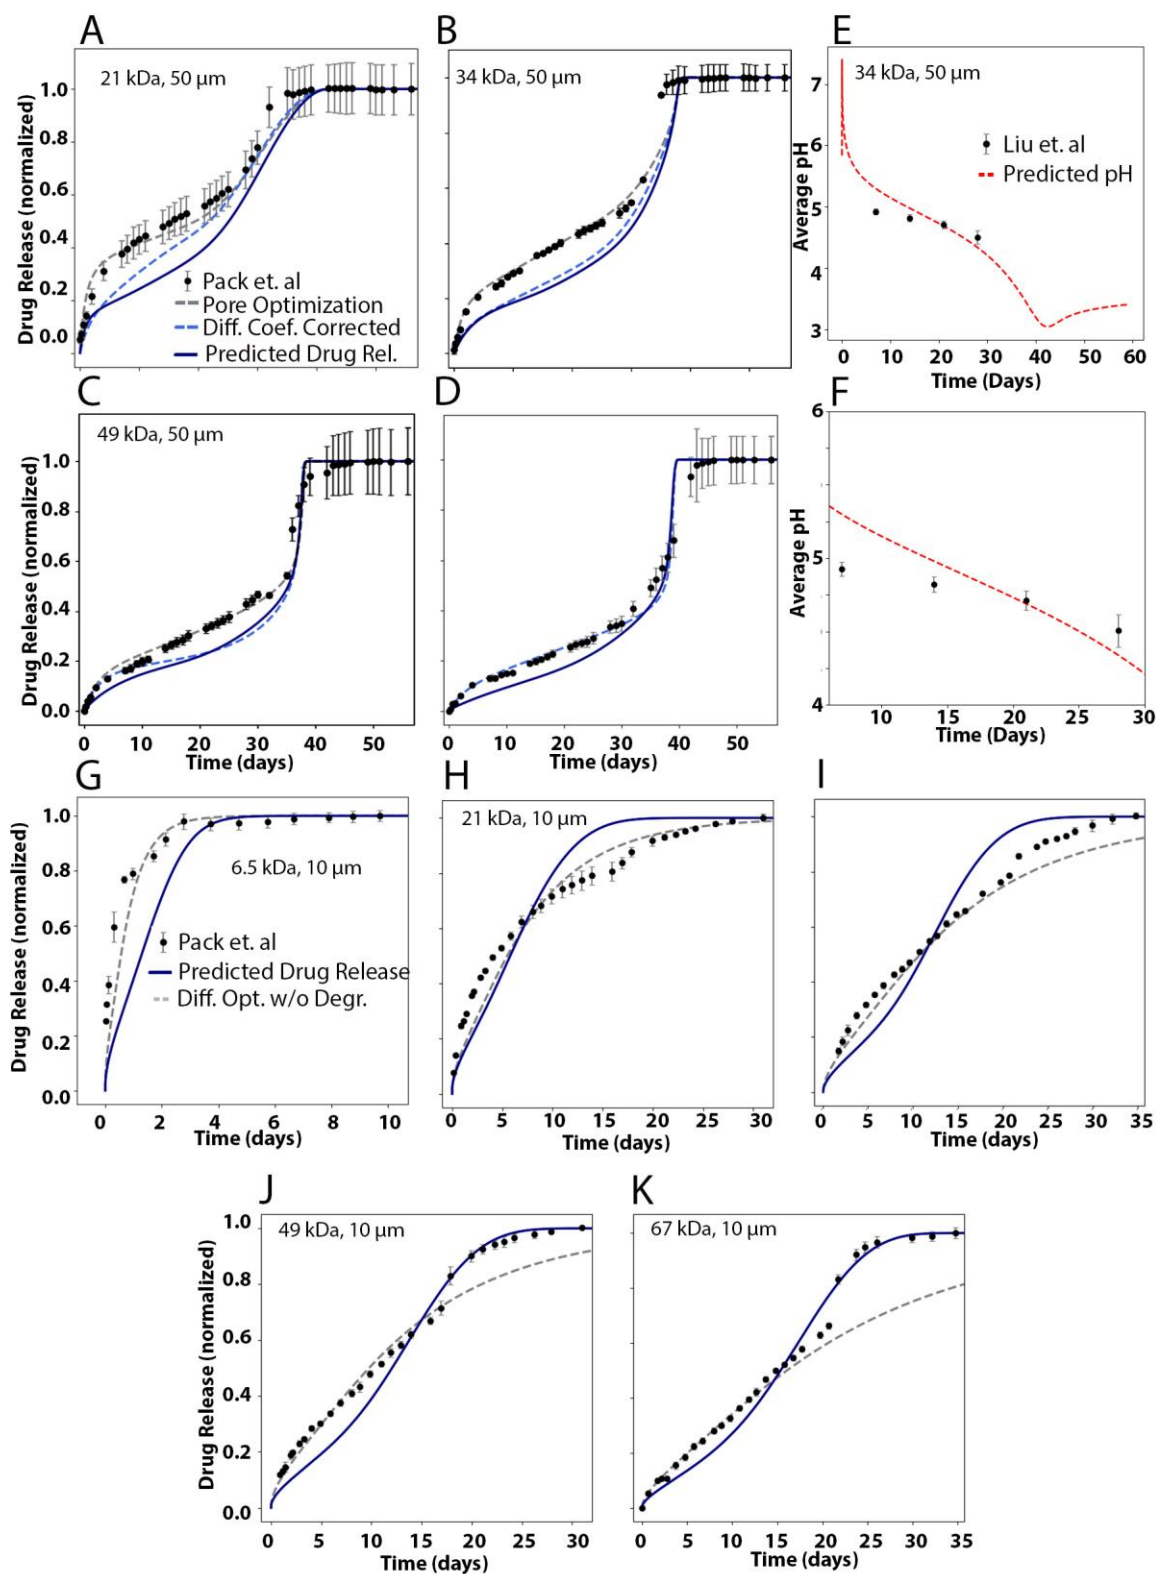 A
B
E
21 kDa, 50 μm
34 kDa, 50 μm
34 kDa, 50 μm
Drug Release (normalized)
1.0
0.8
0.6
0.4
0.2
0.0
Pack et. al
Pore Optimization
Diff. Coef. Corrected
Predicted Drug Rel.
Average pH
7
6
5
4
3
Liu et. al
Predicted pH
0 10 20 30 40 50 60
Time (Days)
C
D
F
49 kDa, 50 μm
Drug Release (normalized)
1.0
0.8
0.6
0.4
0.2
0.0
0 10 20 30 40 50
Time (days)
0 10 20 30 40 50
Time (days)
Average pH
6
5
4
10 15 20 25 30
Time (Days)
G
H
I
Drug Release (normalized)
1.0
0.8
0.6
0.4
0.2
0.0
6.5 kDa, 10 μm
Pack et. al
Predicted Drug Release
Diff. Opt. w/o Degr.
0 2 4 6 8 10
Time (days)
21 kDa, 10 μm
0 5 10 15 20 25 30
Time (days)
0 5 10 15 20 25 30 35
Time (days)
J
K
49 kDa, 10 μm
67 kDa, 10 μm
Drug Release (normalized)
1.0
0.8
0.6
0.4
0.2
0.0
0 5 10 15 20 25 30
Time (days)
0 5 10 15 20 25 30 35
Time (days)